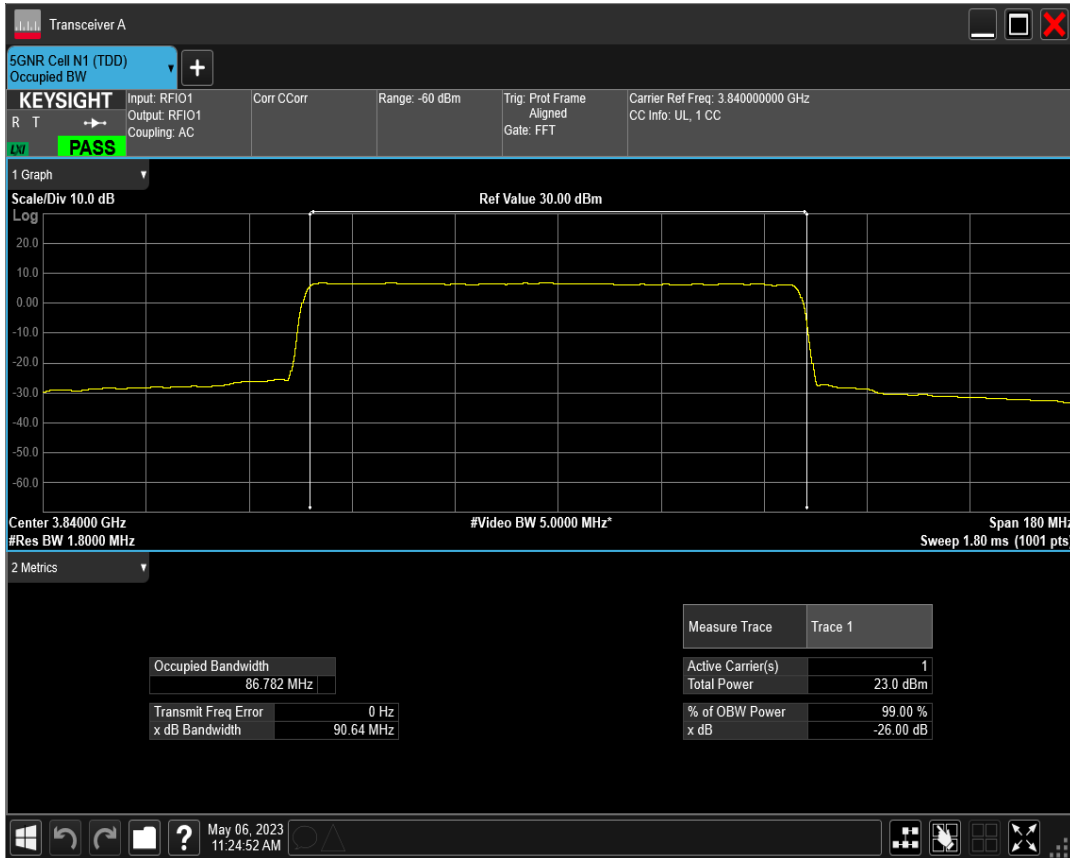 Transceiver A
5GNR Cell N1 (TDD)
Occupied BW
+
KEYSIGHT
R T
LXI
PASS
Input: RFIO1
Output: RFIO1
Coupling: AC
Corr CCorr
Range: -60 dBm
Trig: Prot Frame
Aligned
Gate: FFT
Carrier Ref Freq: 3.840000000 GHz
CC Info: UL, 1 CC
1 Graph
Scale/Div 10.0 dB
Ref Value 30.00 dBm
Log
20.0
10.0
0.00
-10.0
-20.0
-30.0
-40.0
-50.0
-60.0
Center 3.84000 GHz
#Video BW 5.0000 MHz*
Span 180 MHz
#Res BW 1.8000 MHz
Sweep 1.80 ms (1001 pts)
2 Metrics
Measure Trace Trace 1
Occupied Bandwidth
86.782 MHz
Transmit Freq Error 0 Hz
x dB Bandwidth 90.64 MHz
Active Carrier(s) 1
Total Power 23.0 dBm
% of OBW Power 99.00 %
x dB -26.00 dB
?
May 06, 2023
11:24:52 AM